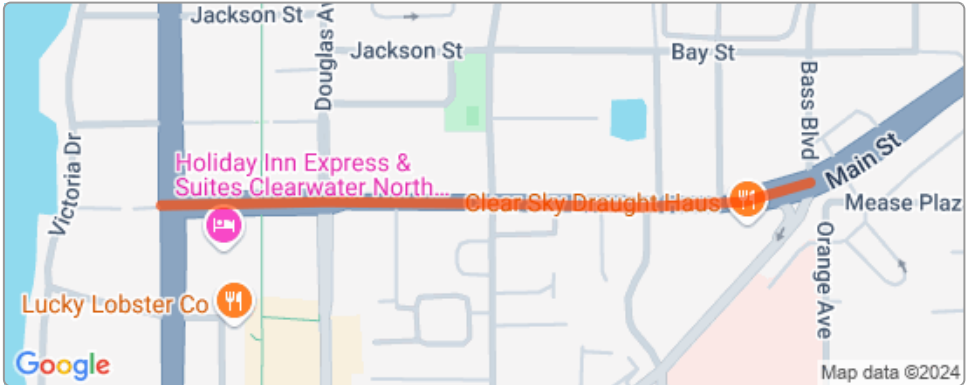 Jackson St
Douglas Av
Jackson St
Bay St
Bass Blvd
Main St
Victoria Dr
Holiday Inn Express &
Suites Clearwater North...
Clear Sky Draught Haus
Mease Plaz
Orange Ave
Lucky Lobster Co
Google
Map data ©2024